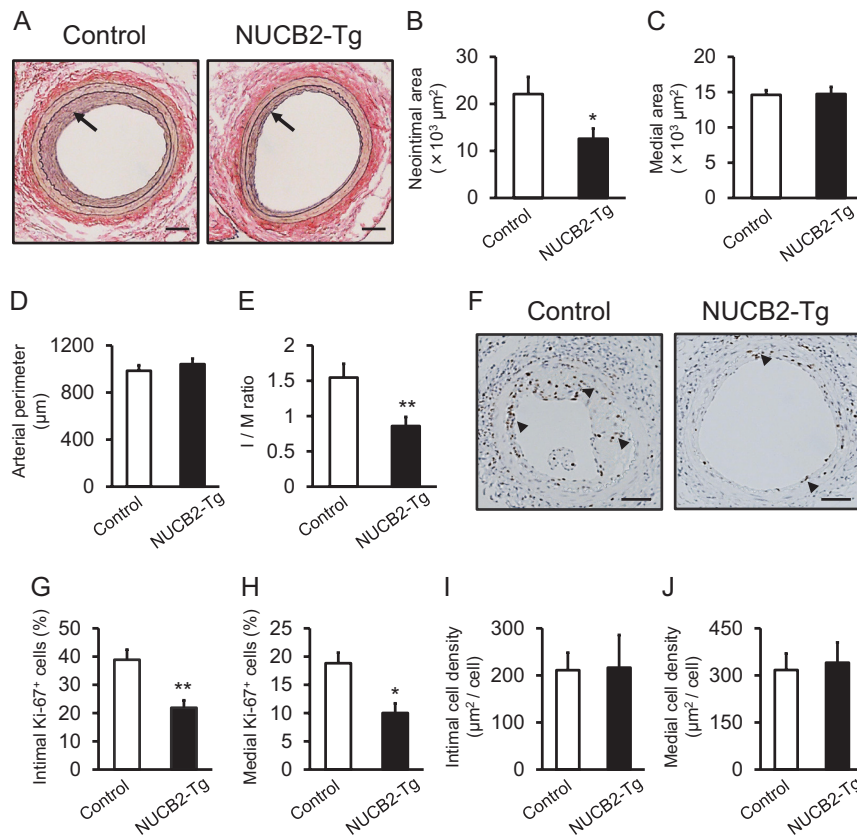 A
Control
NUCB2-Tg
B
Neointimal area
( × 10³ µm²)
30
20
10
0
*
Control
NUCB2-Tg
C
Medial area
( × 10³ µm²)
20
15
10
5
0
Control
NUCB2-Tg
D
Arterial perimeter
(µm)
1200
800
400
0
Control
NUCB2-Tg
E
I / M ratio
2
1.5
1
0.5
0
**
Control
NUCB2-Tg
F
Control
NUCB2-Tg
G
Intimal Ki-67⁺ cells (%)
50
40
30
20
10
0
**
Control
NUCB2-Tg
H
Medial Ki-67⁺ cells (%)
25
20
15
10
5
0
*
Control
NUCB2-Tg
I
Intimal cell density
(µm² / cell)
300
200
100
0
Control
NUCB2-Tg
J
Medial cell density
(µm² / cell)
450
300
150
0
Control
NUCB2-Tg